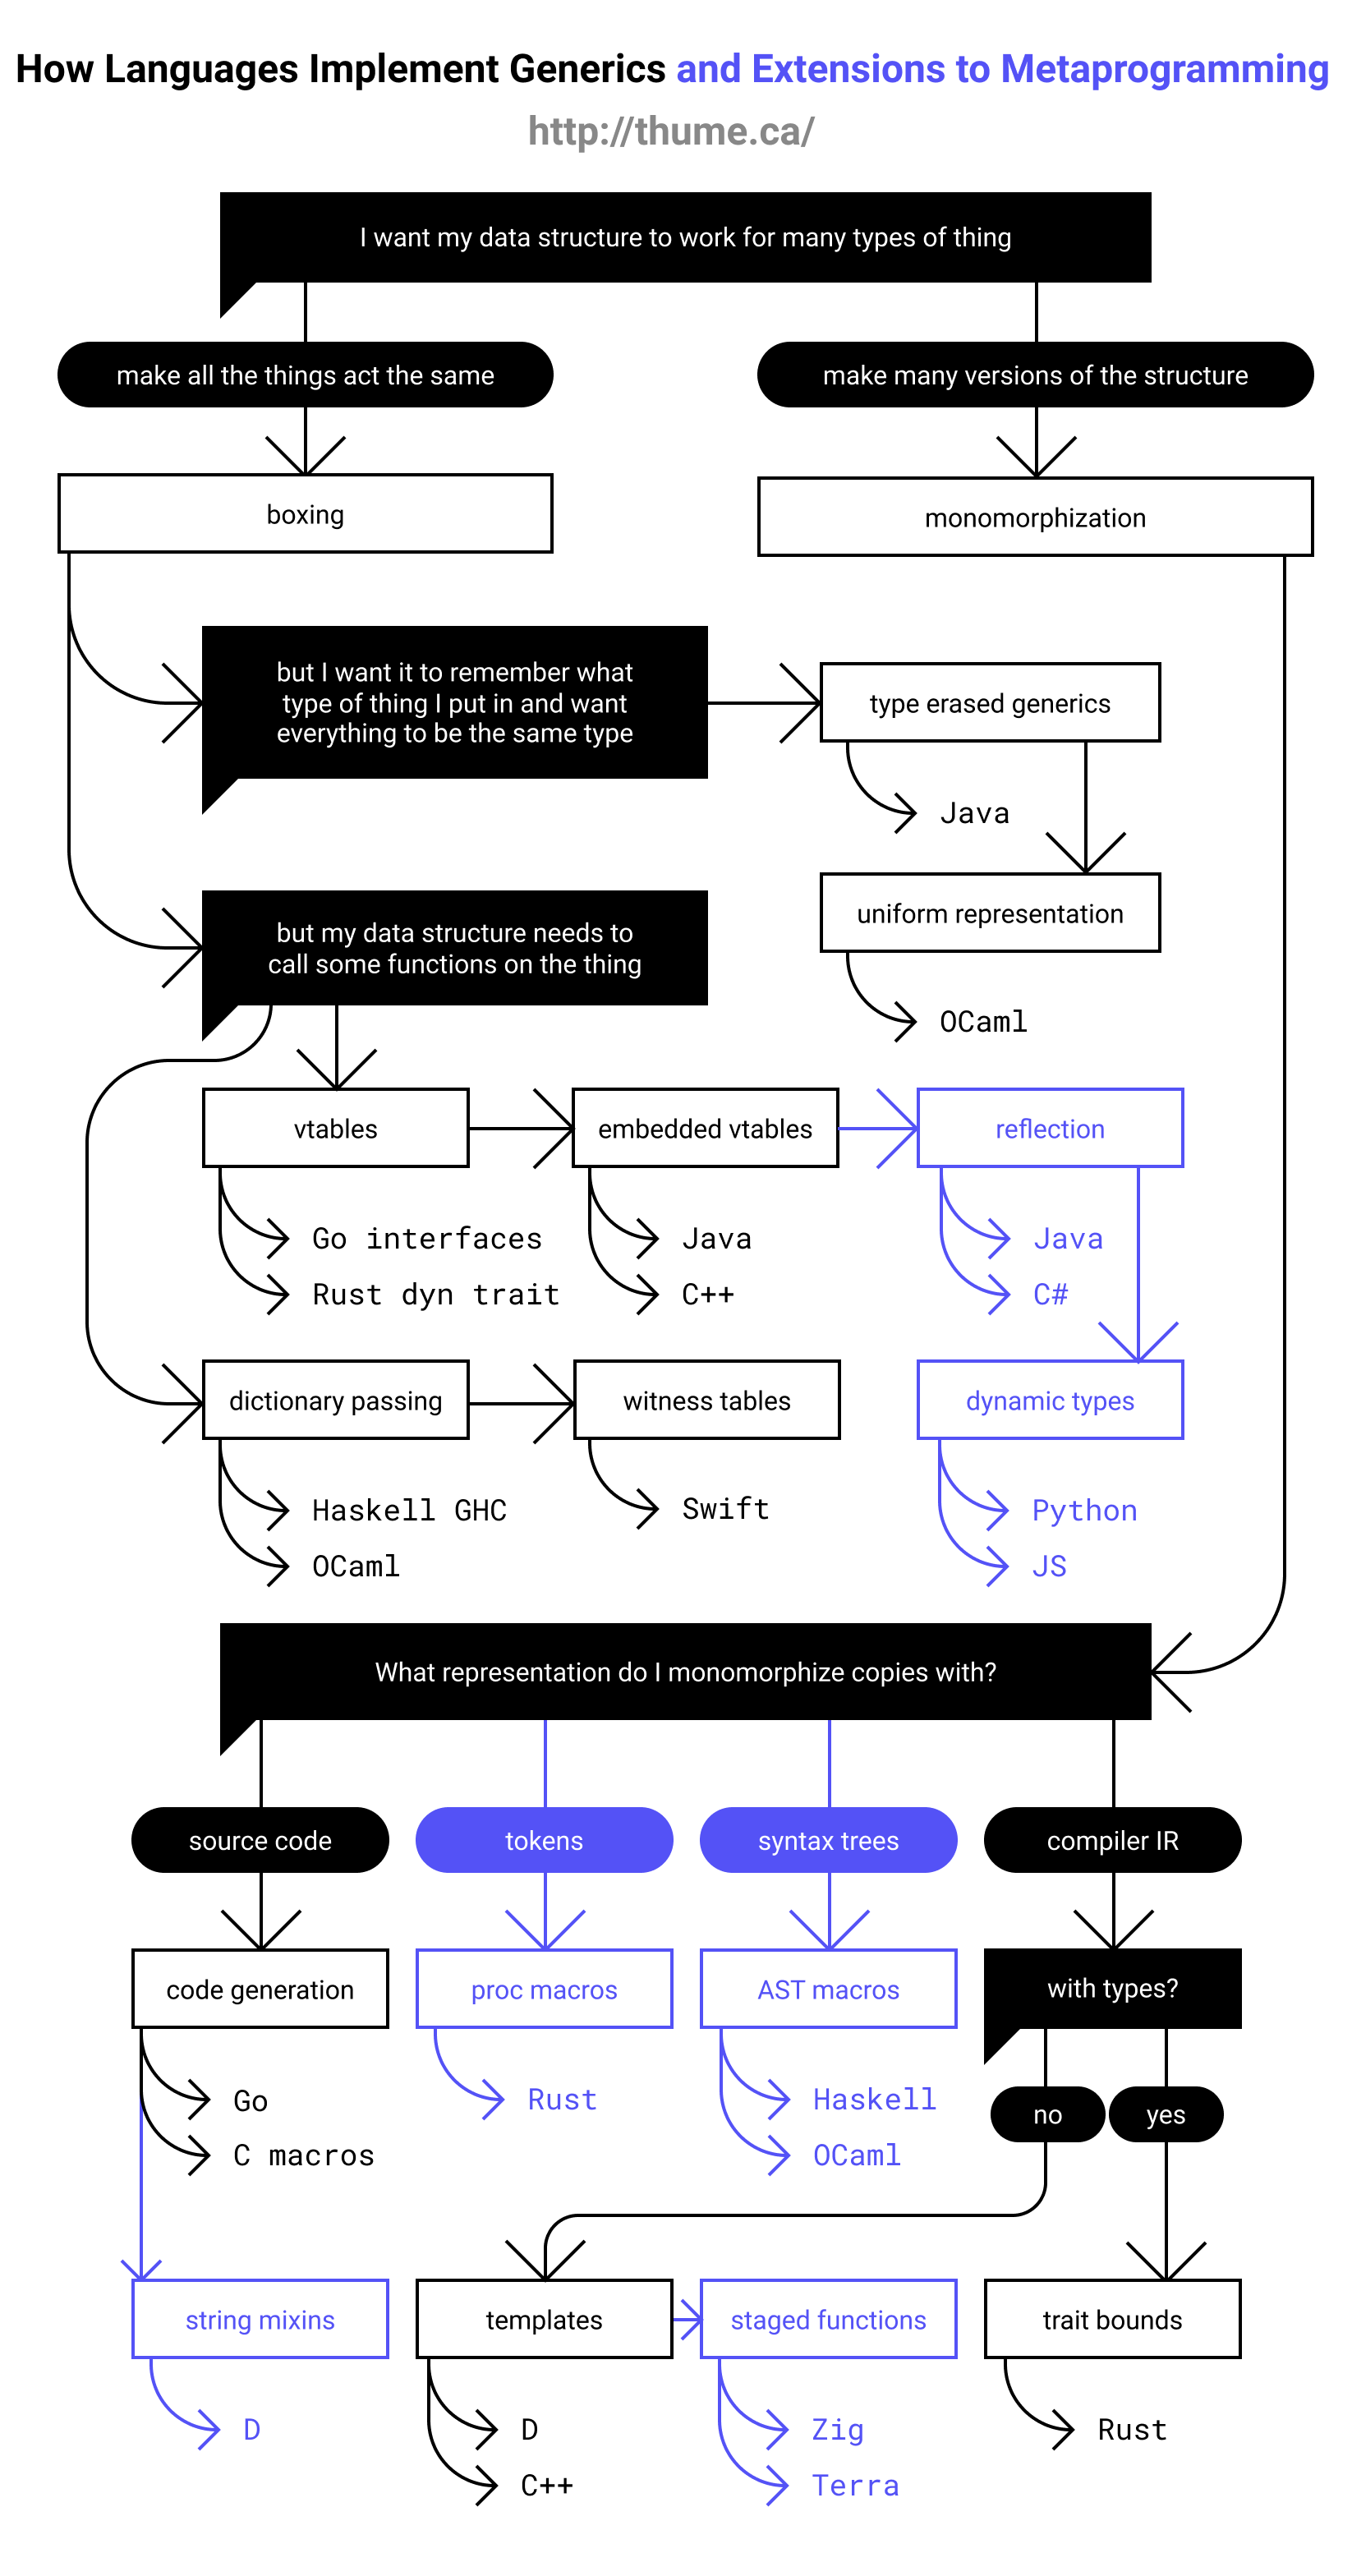 How Languages Implement Generics and Extensions to Metaprogramming
http://thume.ca/
I want my data structure to work for many types of thing
make all the things act the same
make many versions of the structure
boxing
monomorphization
but I want it to remember what
type of thing I put in and want
everything to be the same type
type erased generics
Java
uniform representation
OCaml
but my data structure needs to
call some functions on the thing
vtables
embedded vtables
reflection
Go interfaces
Java
Java
Rust dyn trait
C++
C#
dictionary passing
witness tables
dynamic types
Haskell GHC
Swift
Python
OCaml
JS
What representation do I monomorphize copies with?
source code
tokens
syntax trees
compiler IR
code generation
proc macros
AST macros
with types?
Go
Rust
Haskell
no
yes
C macros
OCaml
string mixins
templates
staged functions
trait bounds
D
D
Zig
Rust
C++
Terra